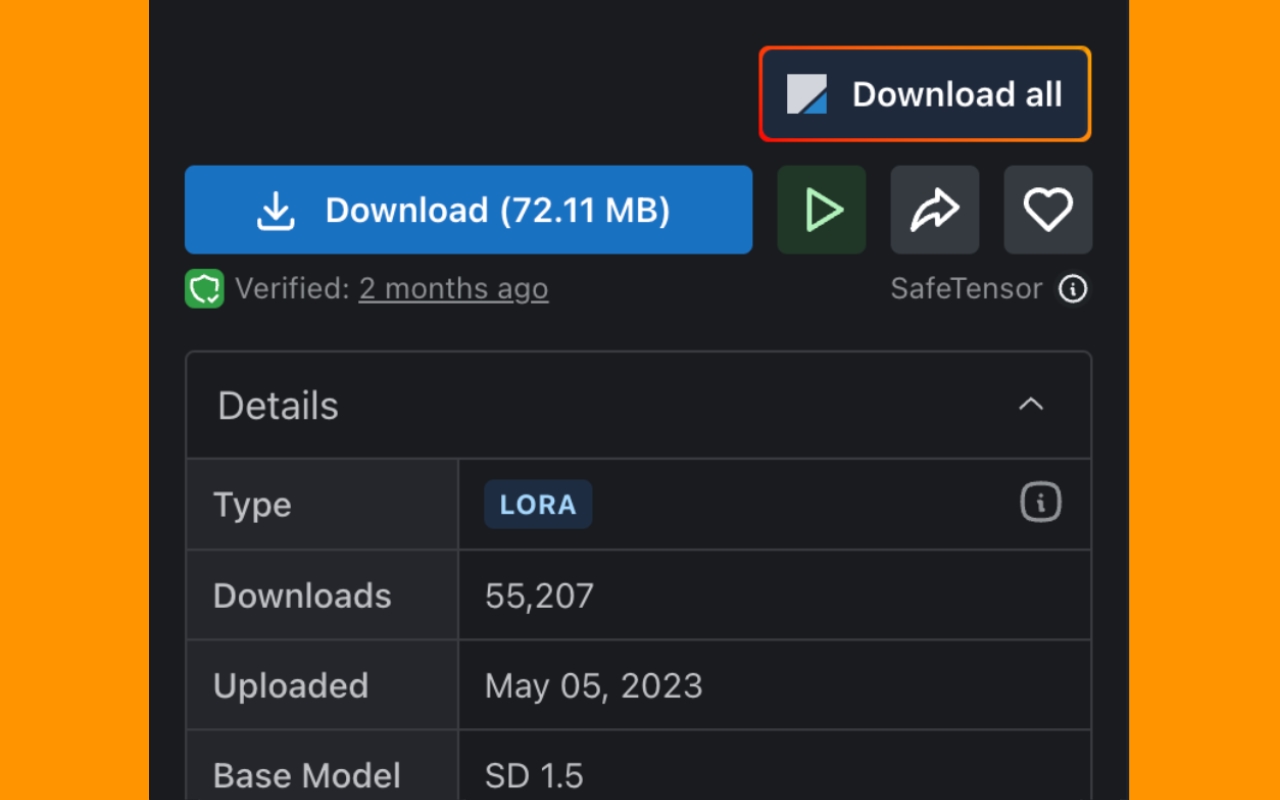 Download all
Download (72.11 MB)
Verified: 2 months ago
SafeTensor
Details
Type
LORA
Downloads
55,207
Uploaded
May 05, 2023
Base Model
SD 1.5